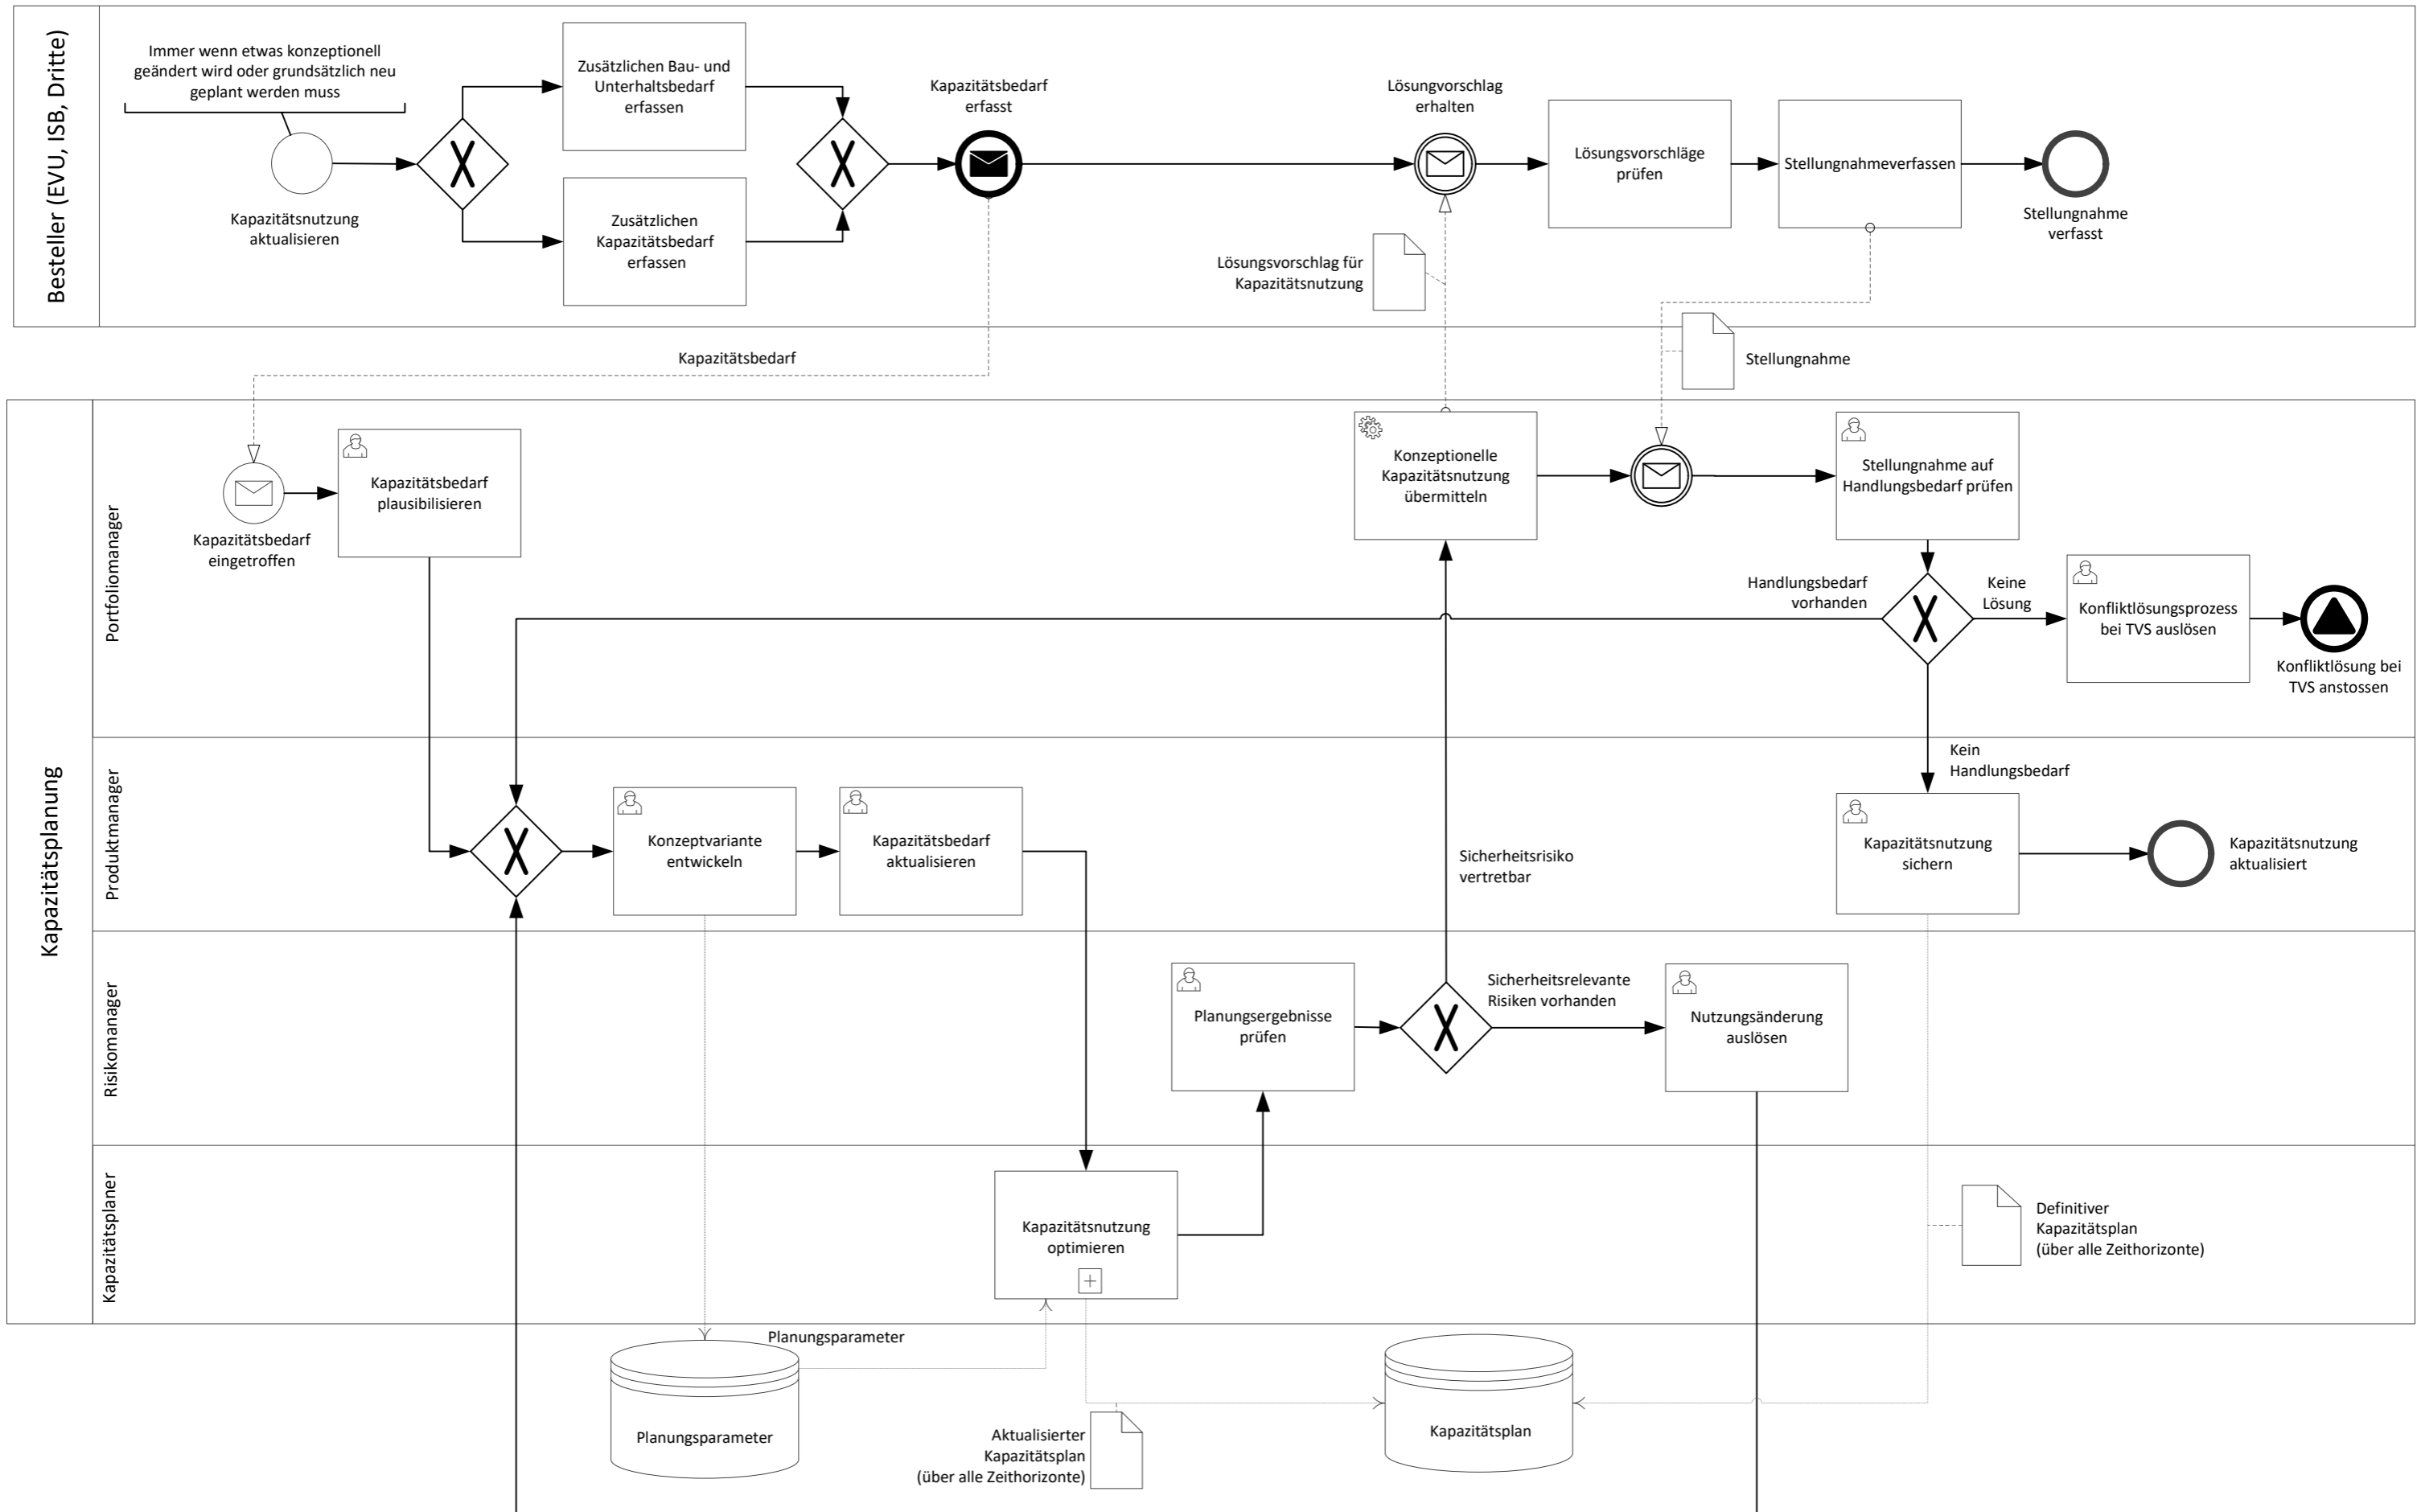 Besteller (EVU, ISB, Dritte)
Immer wenn etwas konzeptionell
geändert wird oder grundsätzlich neu
geplant werden muss
Kapazitätsnutzung
aktualisieren
Zusätzlichen Bau- und
Unterhaltsbedarf
erfassen
Zusätzlichen
Kapazitätsbedarf
erfassen
Kapazitätsbedarf
erfasst
Lösungvorschlag
erhalten
Lösungsvorschläge
prüfen
Stellungnahmeverfassen
Stellungnahme
verfasst
Lösungsvorschlag für
Kapazitätsnutzung
Kapazitätsbedarf
Stellungnahme
Kapazitätsplanung
Portfoliomanager
Kapazitätsbedarf
eingetroffen
Kapazitätsbedarf
plausibilisieren
Konzeptionelle
Kapazitätsnutzung
übermitteln
Stellungnahme auf
Handlungsbedarf prüfen
Handlungsbedarf
vorhanden
Keine
Lösung
Konfliktlösungsprozess
bei TVS auslösen
Konfliktlösung bei
TVS anstossen
Kein
Handlungsbedarf
Produktmanager
Konzeptvariante
entwickeln
Kapazitätsbedarf
aktualisieren
Sicherheitsrisiko
vertretbar
Kapazitätsnutzung
sichern
Kapazitätsnutzung
aktualisiert
Risikomanager
Planungsergebnisse
prüfen
Sicherheitsrelevante
Risiken vorhanden
Nutzungsänderung
auslösen
Kapazitätsplaner
Kapazitätsnutzung
optimieren
Definitiver
Kapazitätsplan
(über alle Zeithorizonte)
Planungsparameter
Planungsparameter
Aktualisierter
Kapazitätsplan
(über alle Zeithorizonte)
Kapazitätsplan